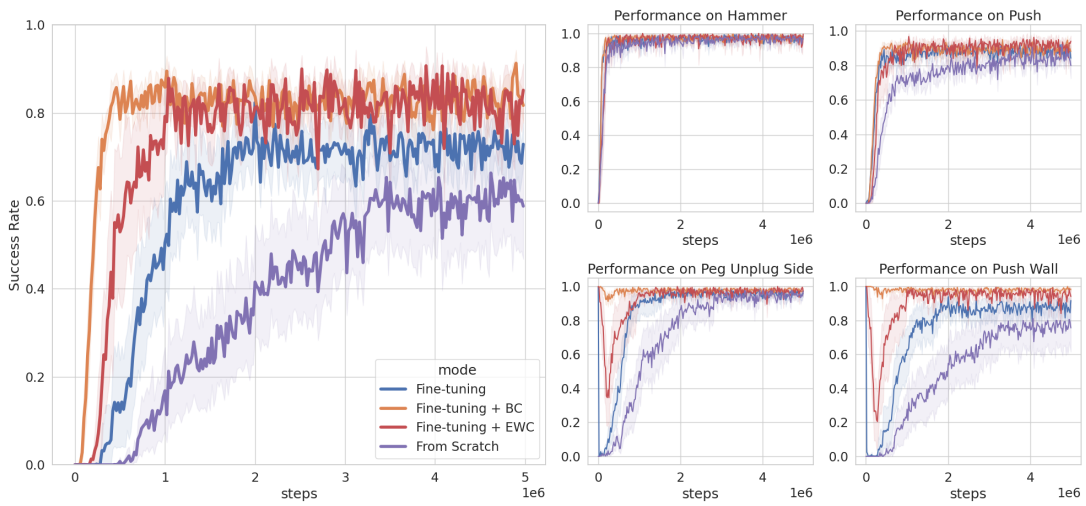 Success Rate
1.0
0.8
0.6
0.4
0.2
0.0
0 1 2 3 4 5
steps
1e6
mode
Fine-tuning
Fine-tuning + BC
Fine-tuning + EWC
From Scratch
Performance on Hammer
1.0
0.8
0.6
0.4
0.2
0.0
0 2 4
steps
1e6
Performance on Push
1.0
0.8
0.6
0.4
0.2
0.0
0 2 4
steps
1e6
Performance on Peg Unplug Side
1.0
0.8
0.6
0.4
0.2
0.0
0 2 4
steps
1e6
Performance on Push Wall
1.0
0.8
0.6
0.4
0.2
0.0
0 2 4
steps
1e6